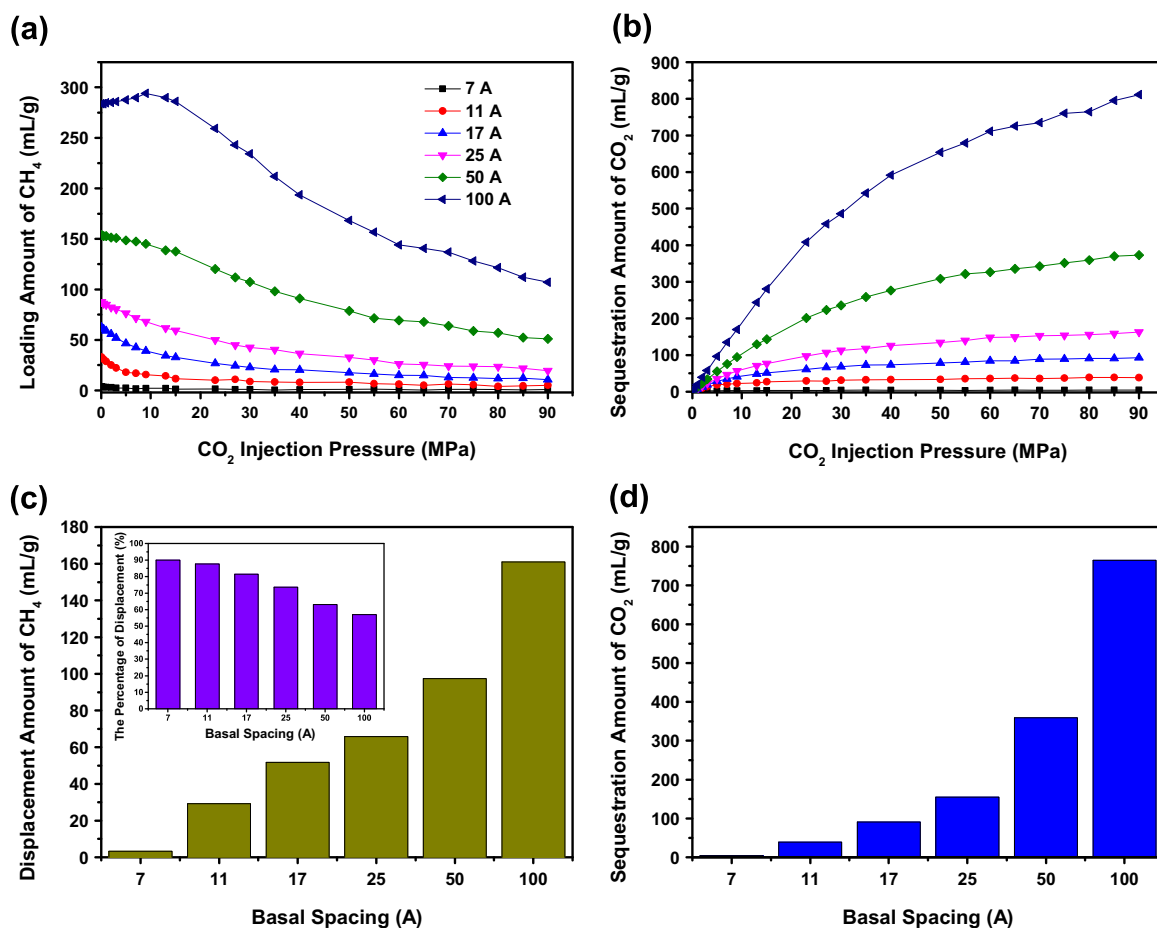 (a)
Loading Amount of CH4 (mL/g)
300
250
200
150
100
50
0
0 10 20 30 40 50 60 70 80 90
CO2 Injection Pressure (MPa)
7 A
11 A
17 A
25 A
50 A
100 A
(b)
Sequestration Amount of CO2 (mL/g)
900
800
700
600
500
400
300
200
100
0
0 10 20 30 40 50 60 70 80 90
CO2 Injection Pressure (MPa)
(c)
Displacement Amount of CH4 (mL/g)
180
160
140
120
100
80
60
40
20
0
7 11 17 25 50 100
Basal Spacing (A)
The Percentage of Displacement (%)
100
90
80
70
60
50
40
30
20
10
0
7 11 17 25 50 100
Basal Spacing (A)
(d)
Sequestration Amount of CO2 (mL/g)
800
700
600
500
400
300
200
100
0
7 11 17 25 50 100
Basal Spacing (A)